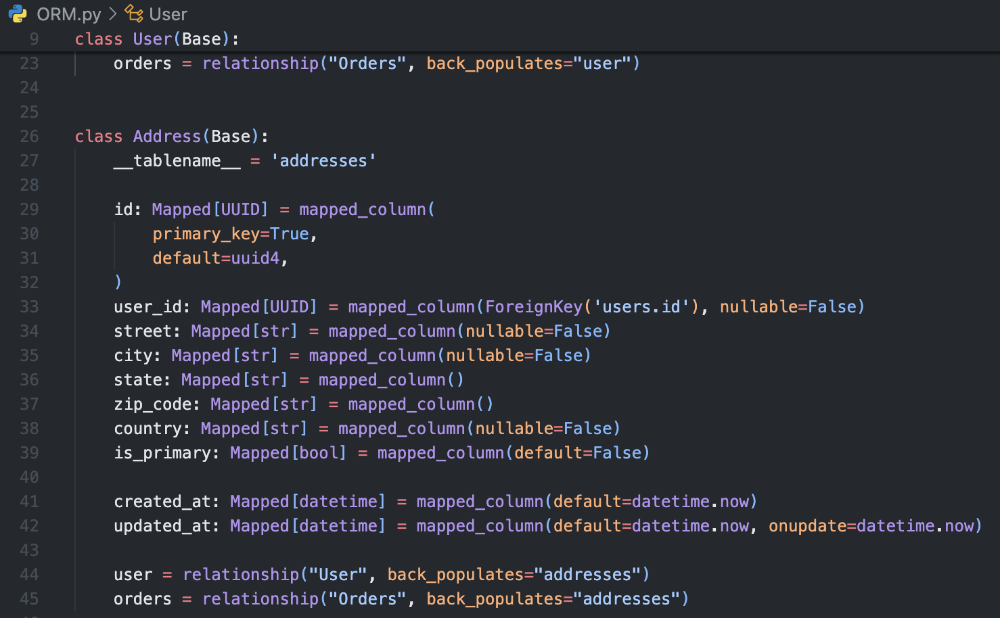 ORM.py > User
9 class User(Base):
23     orders = relationship("Orders", back_populates="user")
24
25
26 class Address(Base):
27     __tablename__ = 'addresses'
28
29     id: Mapped[UUID] = mapped_column(
30         primary_key=True,
31         default=uuid4,
32     )
33     user_id: Mapped[UUID] = mapped_column(ForeignKey('users.id'), nullable=False)
34     street: Mapped[str] = mapped_column(nullable=False)
35     city: Mapped[str] = mapped_column(nullable=False)
36     state: Mapped[str] = mapped_column()
37     zip_code: Mapped[str] = mapped_column()
38     country: Mapped[str] = mapped_column(nullable=False)
39     is_primary: Mapped[bool] = mapped_column(default=False)
40
41     created_at: Mapped[datetime] = mapped_column(default=datetime.now)
42     updated_at: Mapped[datetime] = mapped_column(default=datetime.now, onupdate=datetime.now)
43
44     user = relationship("User", back_populates="addresses")
45     orders = relationship("Orders", back_populates="addresses")